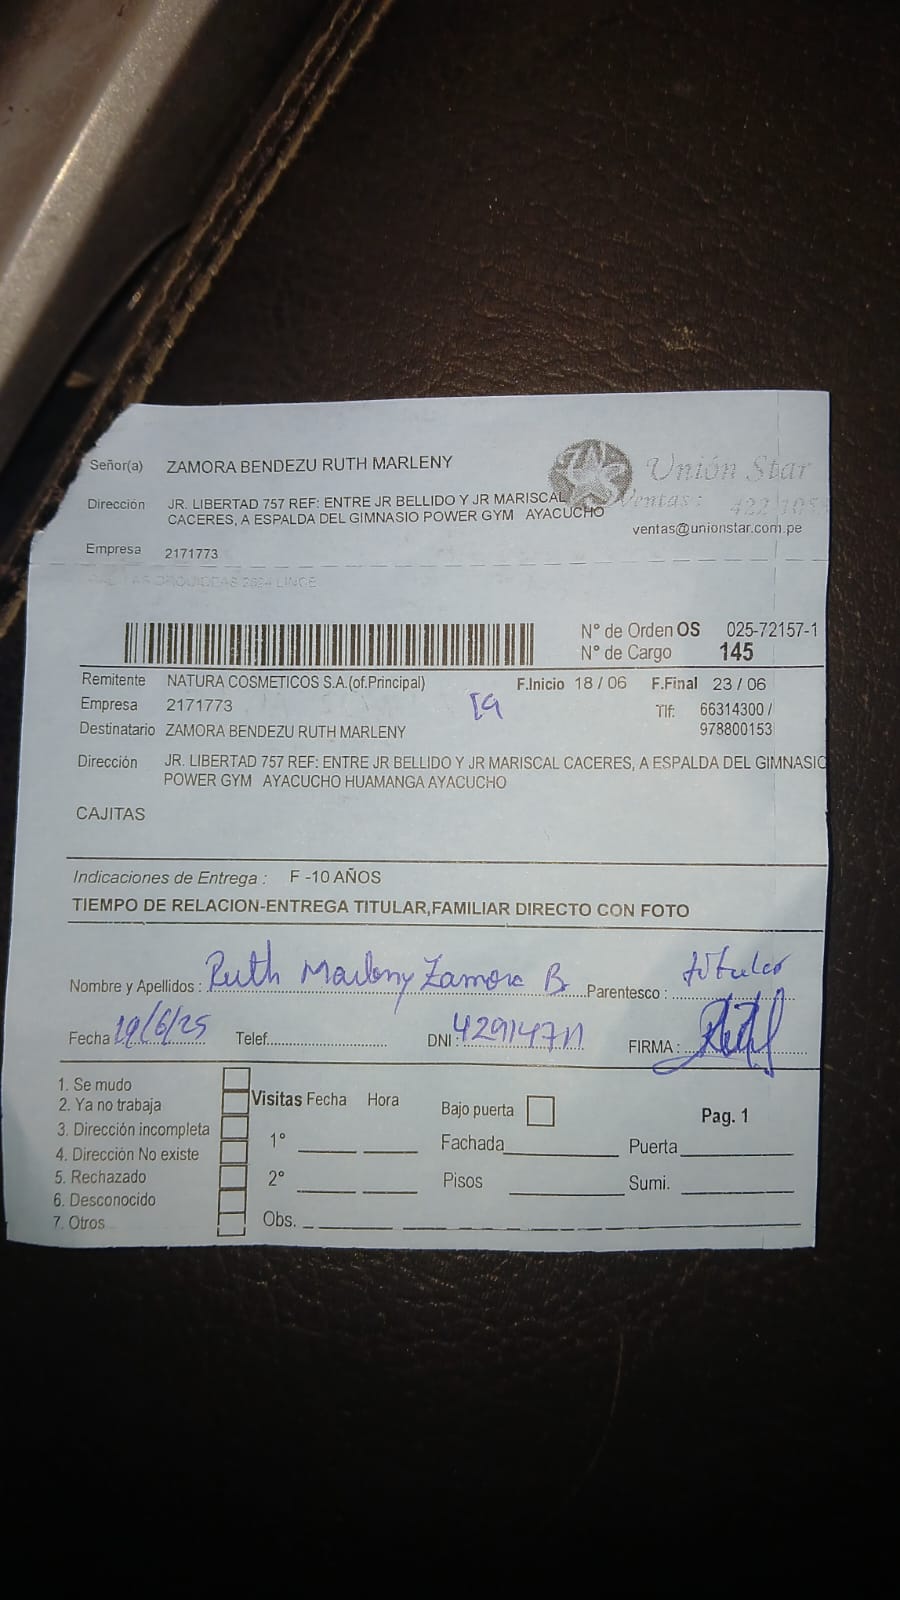 Señor(a) ZAMORA BENDEZU RUTH MARLENY
Unión Star
Dirección JR. LIBERTAD 757 REF: ENTRE JR BELLIDO Y JR MARISCAL
Ventas: 422 105
CACERES, A ESPALDA DEL GIMNASIO POWER GYM AYACUCHO
ventas@unionstar.com.pe
Empresa 2171773
ORQUIDEAS LINCE
Nº de Orden OS 025-72157-1
Nº de Cargo 145
Remitente NATURA COSMETICOS S.A.(of.Principal) F.Inicio 18 / 06 F.Final 23 / 06
Empresa 2171773 Tlf: 66314300 /
Destinatario ZAMORA BENDEZU RUTH MARLENY 978800153
Dirección JR. LIBERTAD 757 REF: ENTRE JR BELLIDO Y JR MARISCAL CACERES, A ESPALDA DEL GIMNASIO
POWER GYM AYACUCHO HUAMANGA AYACUCHO
CAJITAS
Indicaciones de Entrega : F -10 AÑOS
TIEMPO DE RELACION-ENTREGA TITULAR,FAMILIAR DIRECTO CON FOTO
Nombre y Apellidos : Ruth Marleny Zamora B Parentesco : titular
Fecha 19/6/25 Telef. DNI : FIRMA :
1. Se mudo
2. Ya no trabaja
3. Dirección incompleta
4. Dirección No existe
5. Rechazado
6. Desconocido
7. Otros
Visitas Fecha Hora Bajo puerta Pag. 1
1° Fachada Puerta
2° Pisos Sumi.
Obs.